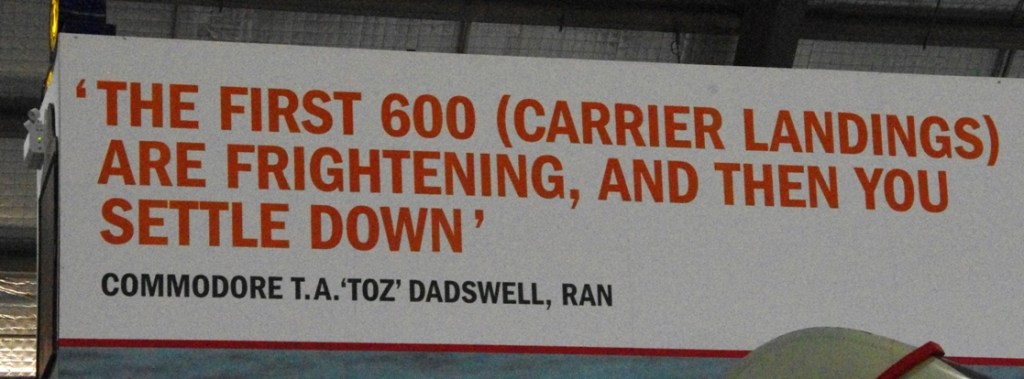 ‘THE FIRST 600 (CARRIER LANDINGS)
ARE FRIGHTENING, AND THEN YOU
SETTLE DOWN’
COMMODORE T.A.‘TOZ’ DADSWELL, RAN